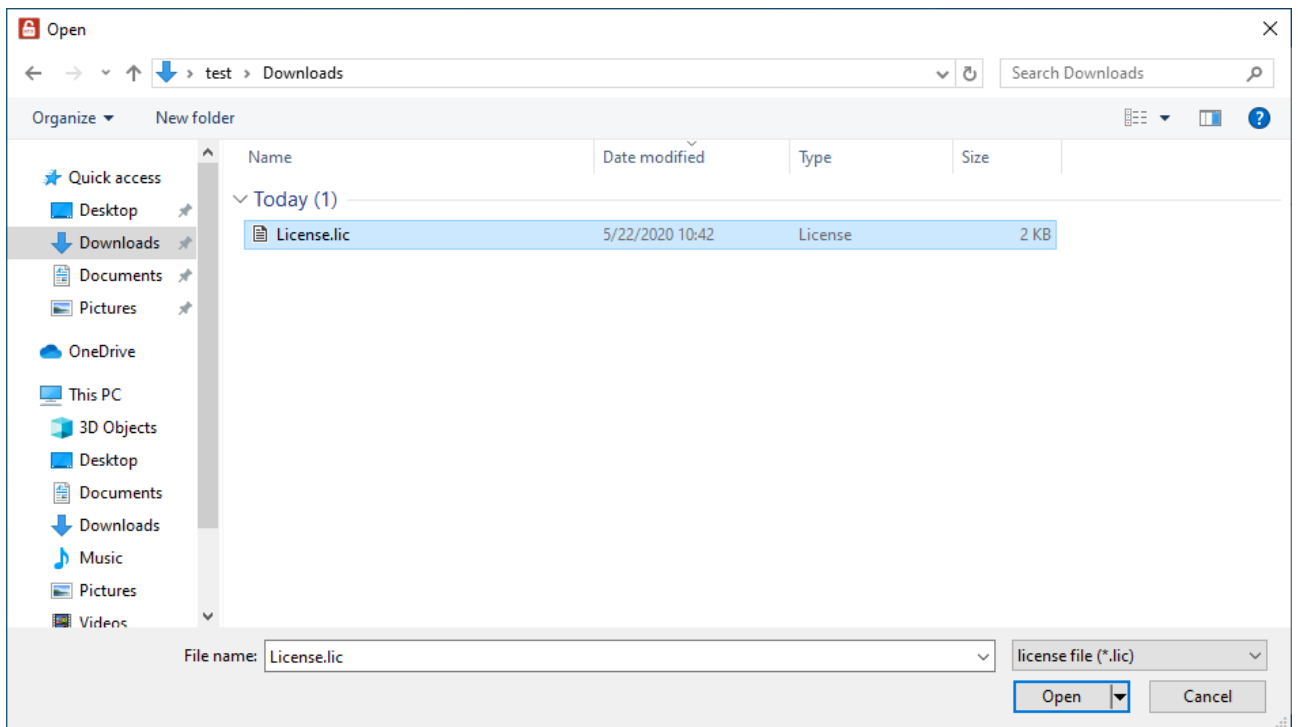 Open
test > Downloads
Search Downloads
Organize
New folder
Name
Date modified
Type
Size
Quick access
Desktop
Downloads
Documents
Pictures
OneDrive
This PC
3D Objects
Desktop
Documents
Downloads
Music
Pictures
Videos
Today (1)
License.lic 5/22/2020 10:42 License 2 KB
File name: License.lic
license file (*.lic)
Open
Cancel